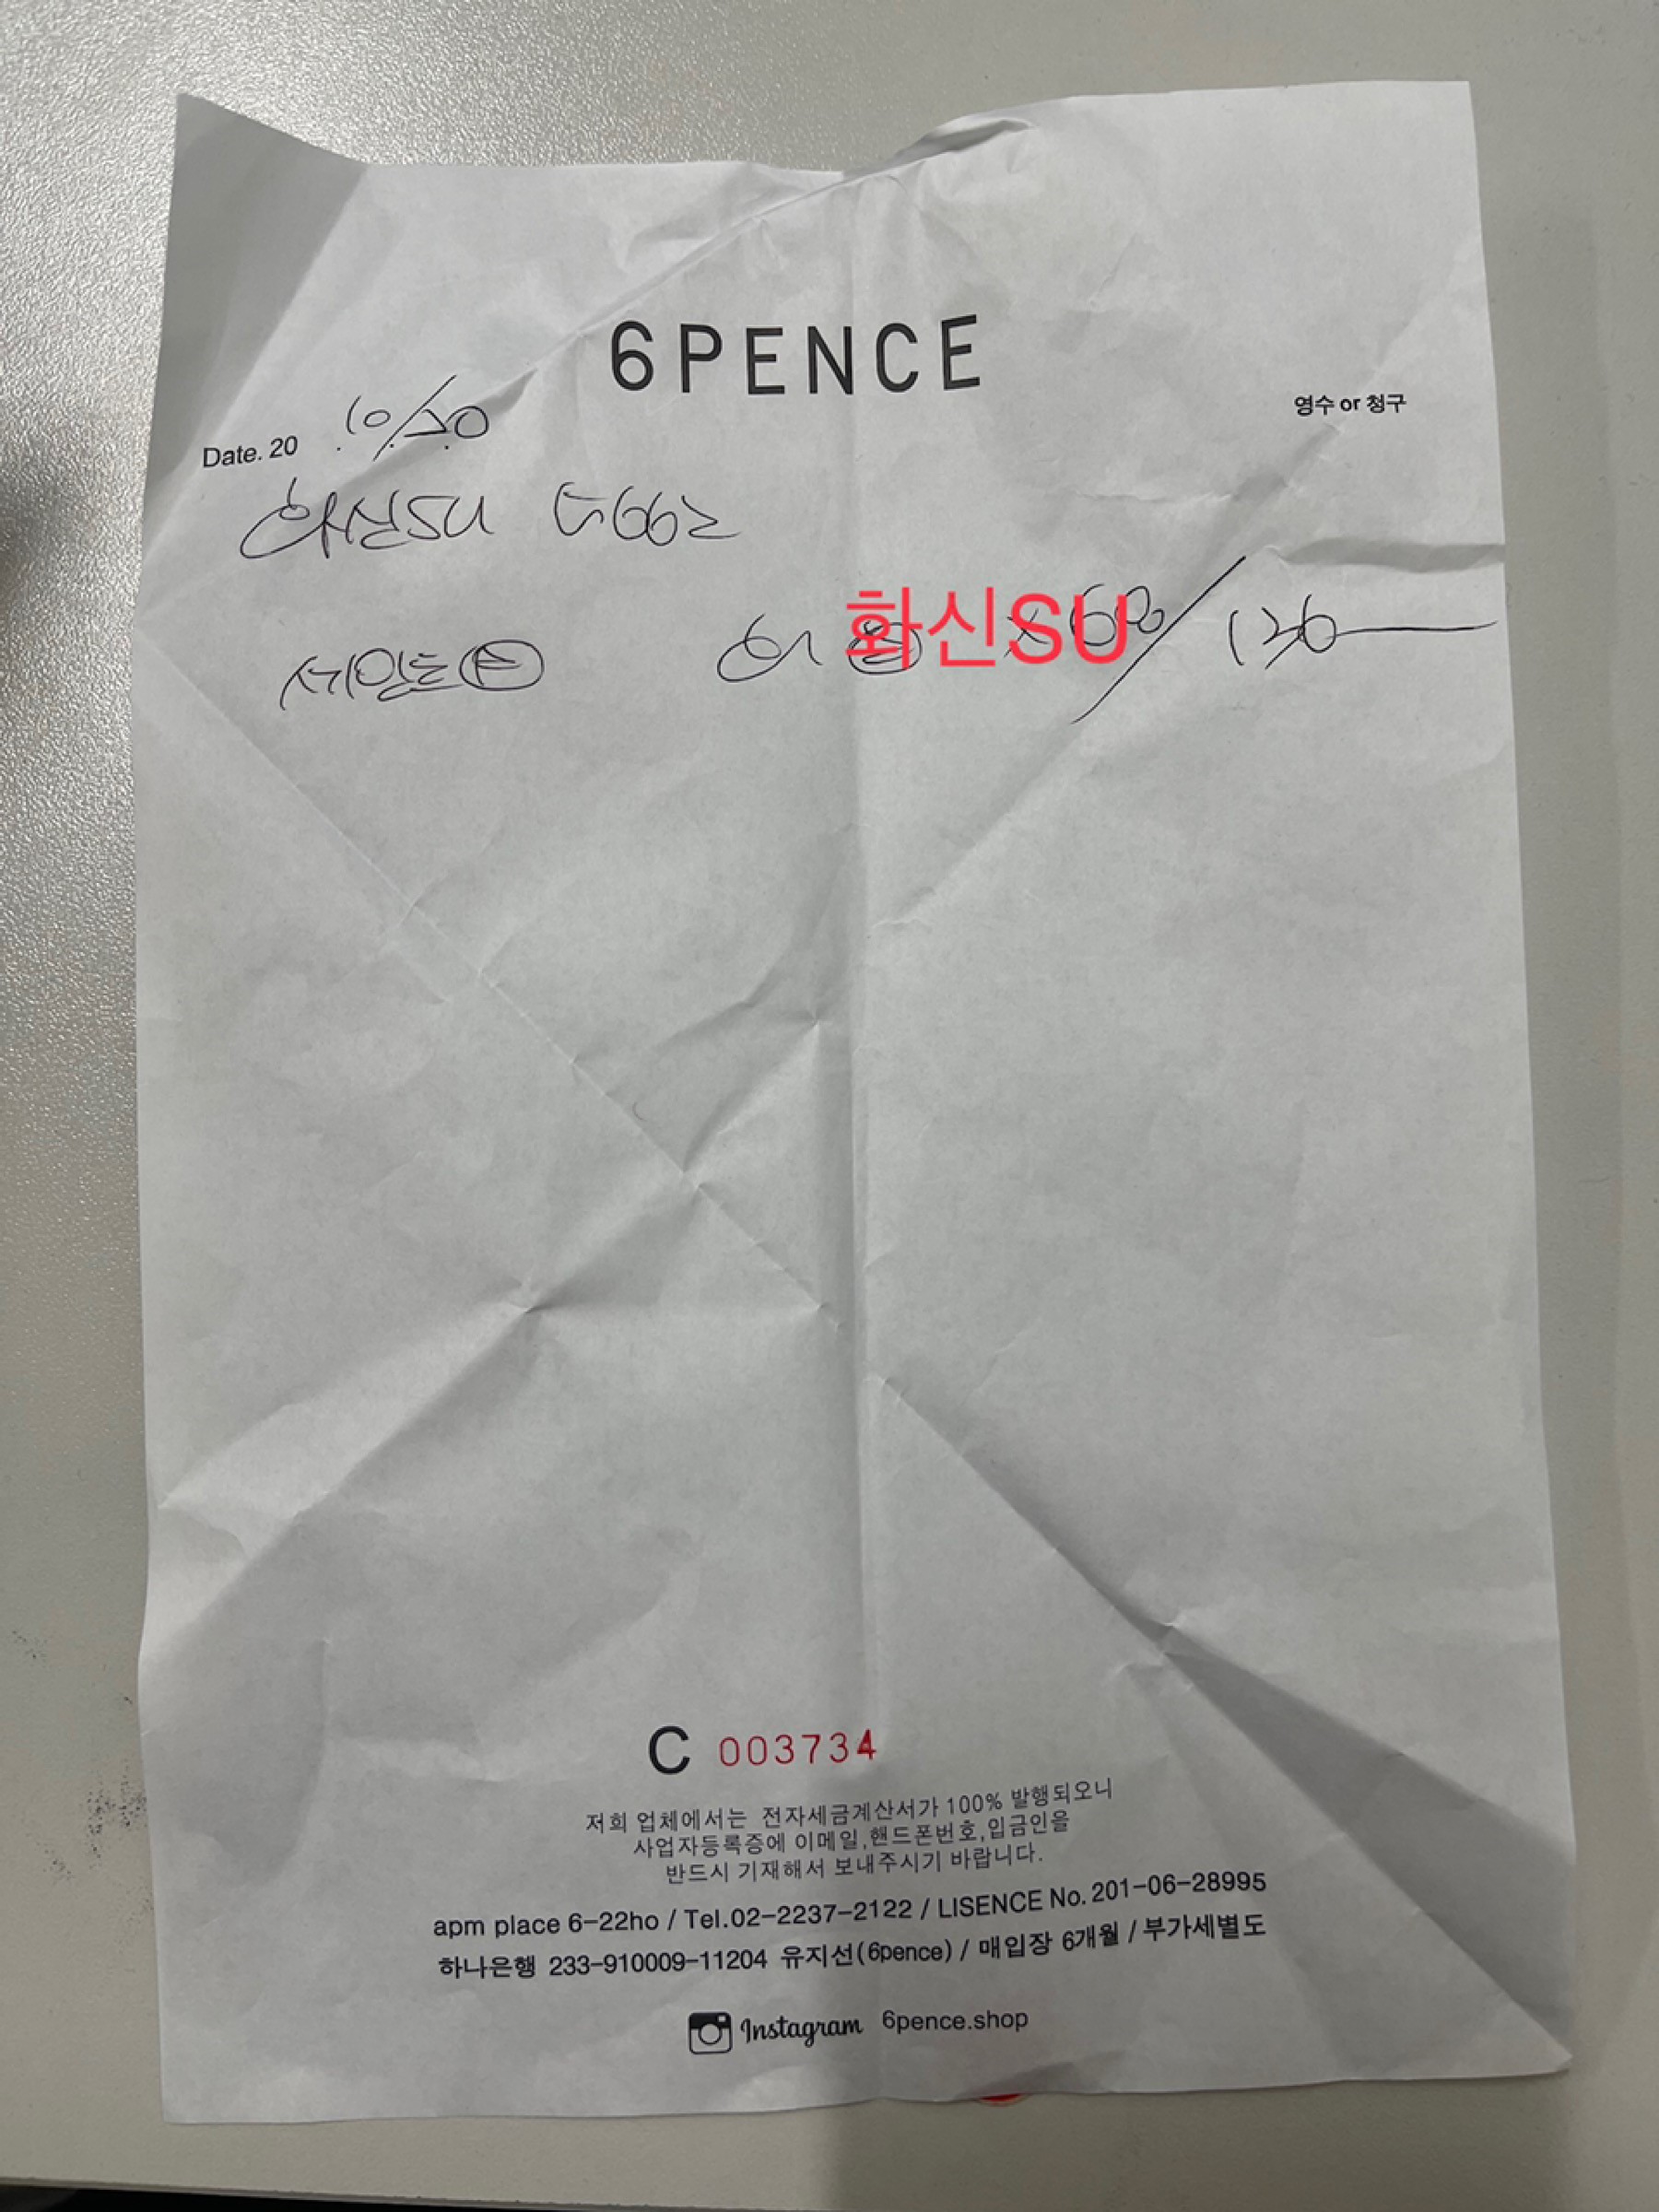 6PENCE
영수 or 청구
Date. 20 10/30
화신SU
화신SU
C 003734
저희 업체에서는 전자세금계산서가 100% 발행되오니
사업자등록증에 이메일,핸드폰번호,입금인을
반드시 기재해서 보내주시기 바랍니다.
apm place 6-22ho / Tel.02-2237-2122 / LISENCE No. 201-06-28995
하나은행 233-910009-11204 유지선(6pence) / 매입장 6개월 / 부가세별도
Instagram 6pence.shop